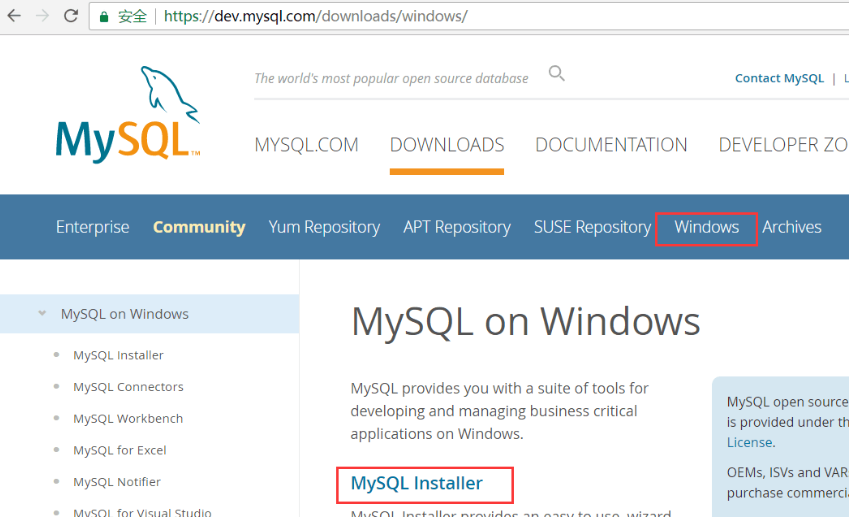 安全 https://dev.mysql.com/downloads/windows/
The world's most popular open source database
Contact MySQL |
MySQL™
MYSQL.COM DOWNLOADS DOCUMENTATION DEVELOPER ZO
Enterprise Community Yum Repository APT Repository SUSE Repository Windows Archives
MySQL on Windows
MySQL Installer
MySQL Connectors
MySQL Workbench
MySQL for Excel
MySQL Notifier
MySQL for Visual Studio
MySQL on Windows
MySQL provides you with a suite of tools for
developing and managing business critical
applications on Windows.
MySQL Installer
MySQL Installer provides an easy to use, wizard
MySQL open source
is provided under th
License.
OEMs, ISVs and VAR
purchase commercia